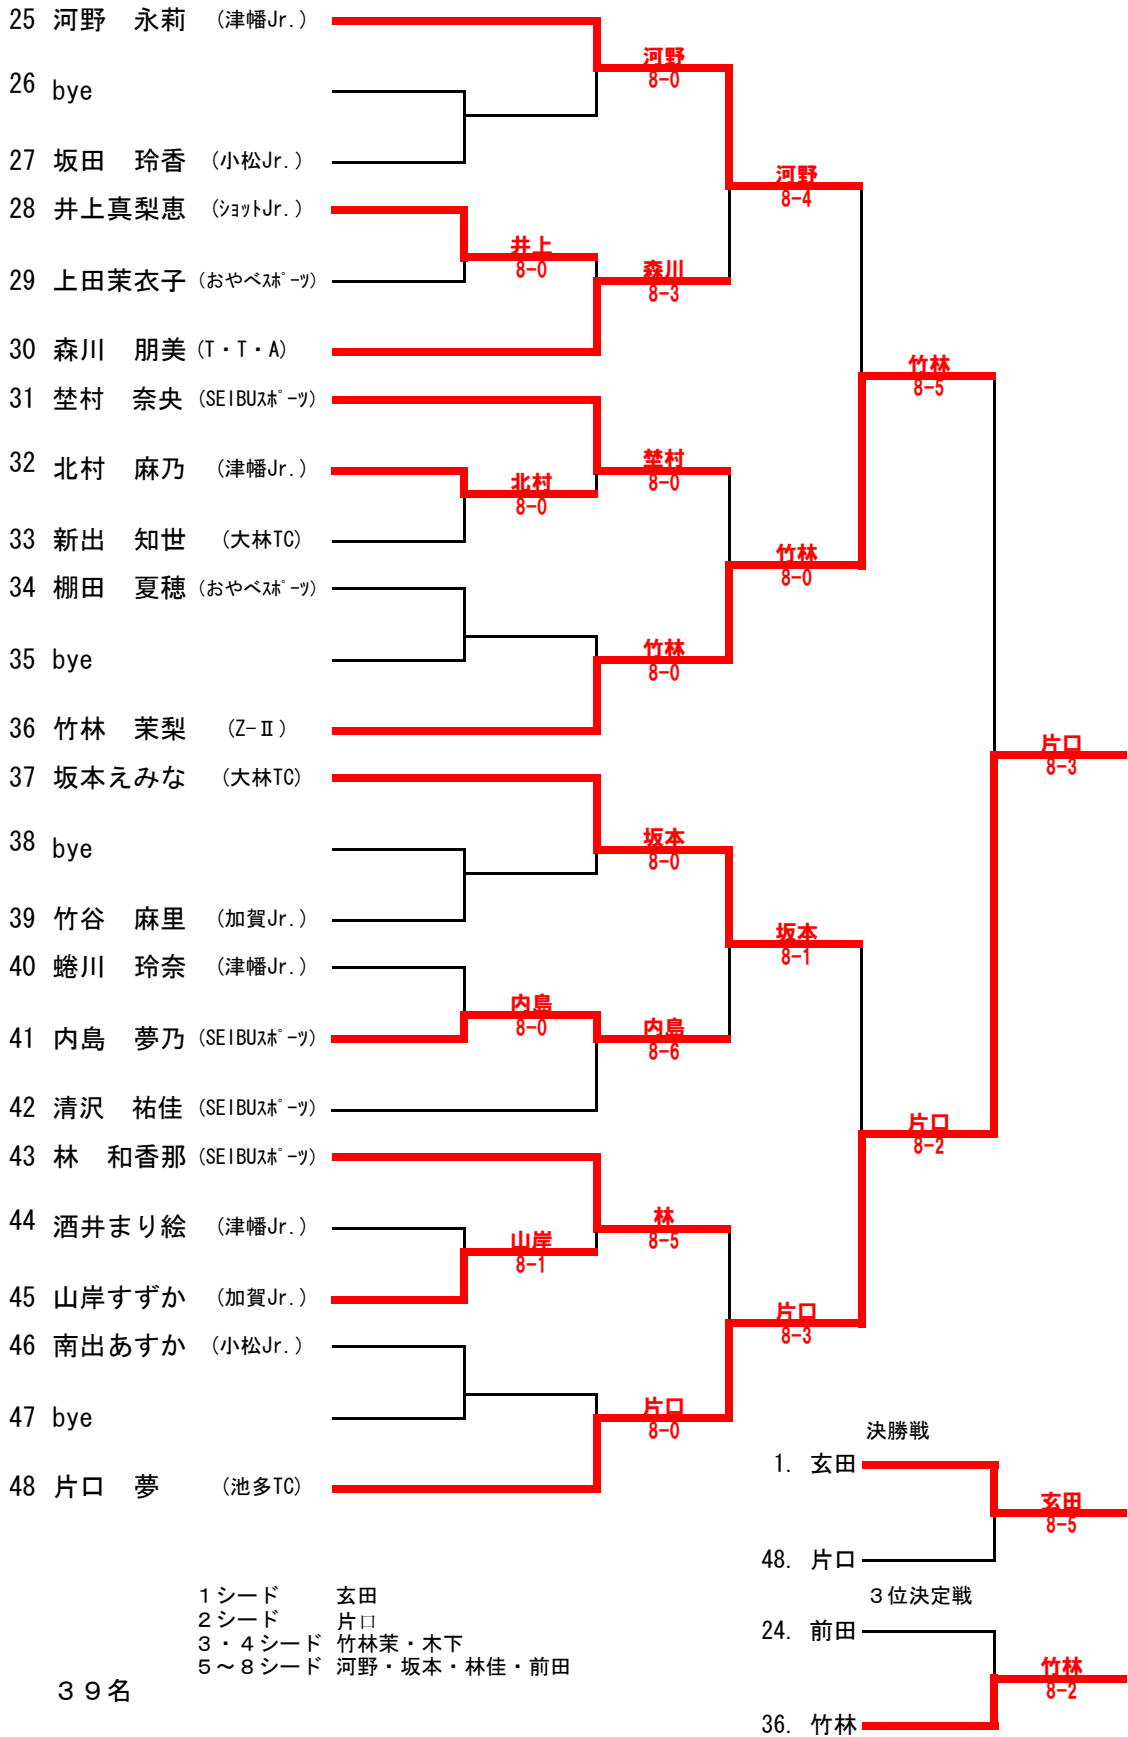 25 河野　永莉 (津幡Jr.)
河野
8-0
26 bye
27 坂田　玲香 (小松Jr.)
河野
8-4
28 井上真梨恵 (ショットJr.)
井上
8-0
森川
8-3
29 上田茉衣子 (おやべスポーツ)
30 森川　朋美 (T・T・A)
竹林
8-5
31 埜村　奈央 (SEIBUスポーツ)
32 北村　麻乃 (津幡Jr.)
埜村
8-0
北村
8-0
33 新出　知世 (大林TC)
竹林
8-0
34 棚田　夏穂 (おやべスポーツ)
35 bye
竹林
8-0
36 竹林　茉梨 (Z-Ⅱ)
片口
8-3
37 坂本えみな (大林TC)
38 bye
坂本
8-0
39 竹谷　麻里 (加賀Jr.)
坂本
8-1
40 蜷川　玲奈 (津幡Jr.)
内島
8-0
41 内島　夢乃 (SEIBUスポーツ)
内島
8-6
42 清沢　祐佳 (SEIBUスポーツ)
片口
8-2
43 林　和香那 (SEIBUスポーツ)
44 酒井まり絵 (津幡Jr.)
林
8-5
山岸
8-1
45 山岸すずか (加賀Jr.)
片口
8-3
46 南出あすか (小松Jr.)
47 bye
片口
8-0
48 片口　夢 (池多TC)
決勝戦
1. 玄田
玄田
8-5
48. 片口
３位決定戦
24. 前田
竹林
8-2
36. 竹林
１シード 玄田
２シード 片口
３・４シード 竹林茉・木下
５～８シード 河野・坂本・林佳・前田
３９名